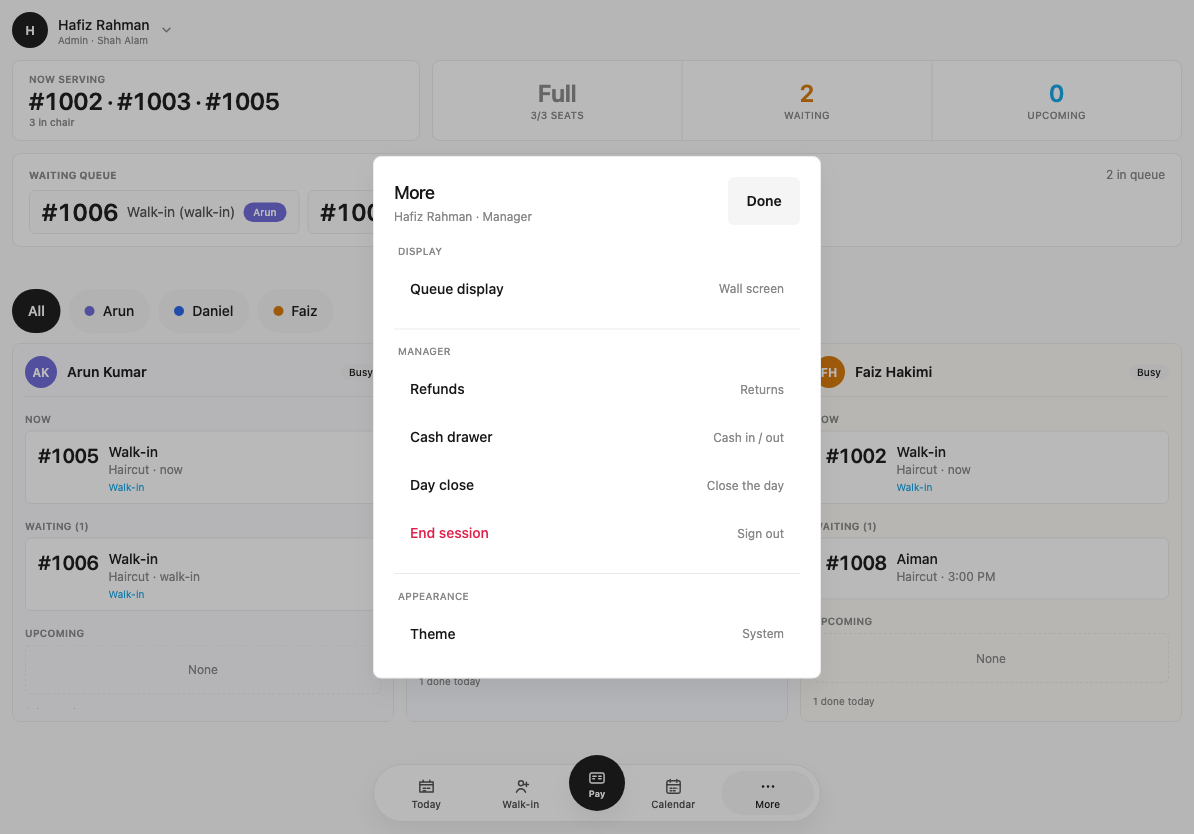 H
Hafiz Rahman
Admin · Shah Alam
NOW SERVING
#1002 · #1003 · #1005
3 in chair
Full
3/3 SEATS
2
WAITING
0
UPCOMING
WAITING QUEUE
2 in queue
#1006 Walk-in (walk-in) Arun
#100
More
Hafiz Rahman · Manager
Done
DISPLAY
Queue display
Wall screen
MANAGER
Refunds
Returns
Cash drawer
Cash in / out
Day close
Close the day
End session
Sign out
APPEARANCE
Theme
System
All
Arun
Daniel
Faiz
AK
Arun Kumar
Busy
NOW
#1005
Walk-in
Haircut · now
Walk-in
WAITING (1)
#1006
Walk-in
Haircut · walk-in
Walk-in
UPCOMING
None
1 done today
FH
Faiz Hakimi
Busy
OW
#1002
Walk-in
Haircut · now
Walk-in
AITING (1)
#1008
Aiman
Haircut · 3:00 PM
PCOMING
None
1 done today
Today
Walk-in
Pay
Calendar
More